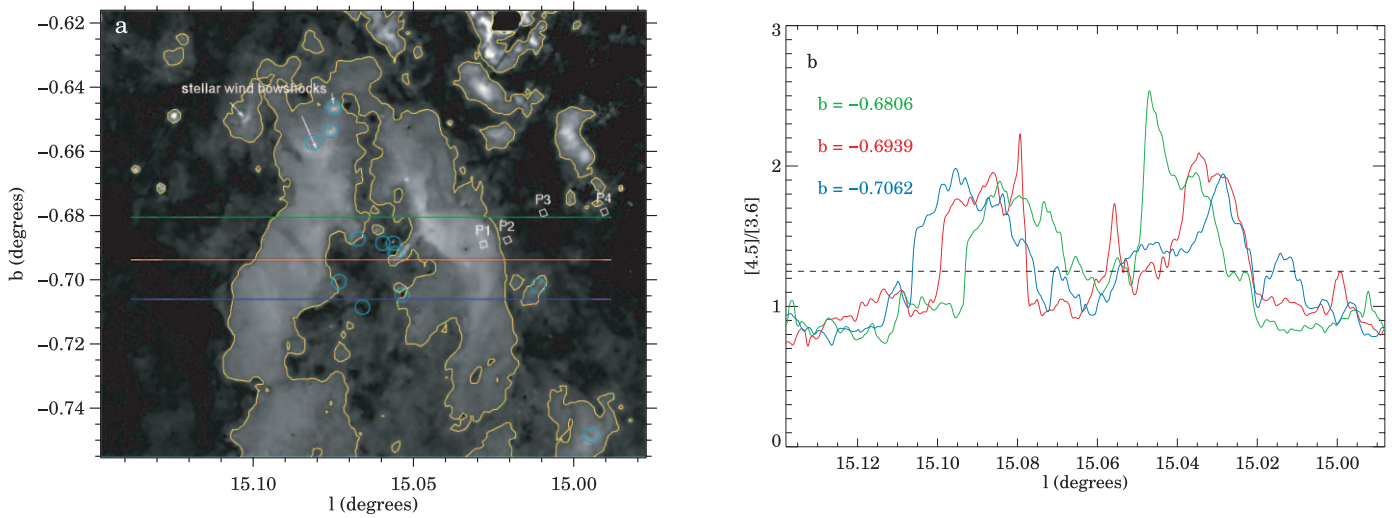 a
stellar wind bowshocks
P3
P4
P1
P2
−0.62
−0.64
−0.66
−0.68
−0.70
−0.72
−0.74
b (degrees)
15.10
15.05
15.00
l (degrees)
b
b = −0.6806
b = −0.6939
b = −0.7062
3
2
1
0
[4.5]/[3.6]
15.12
15.10
15.08
15.06
15.04
15.02
15.00
l (degrees)